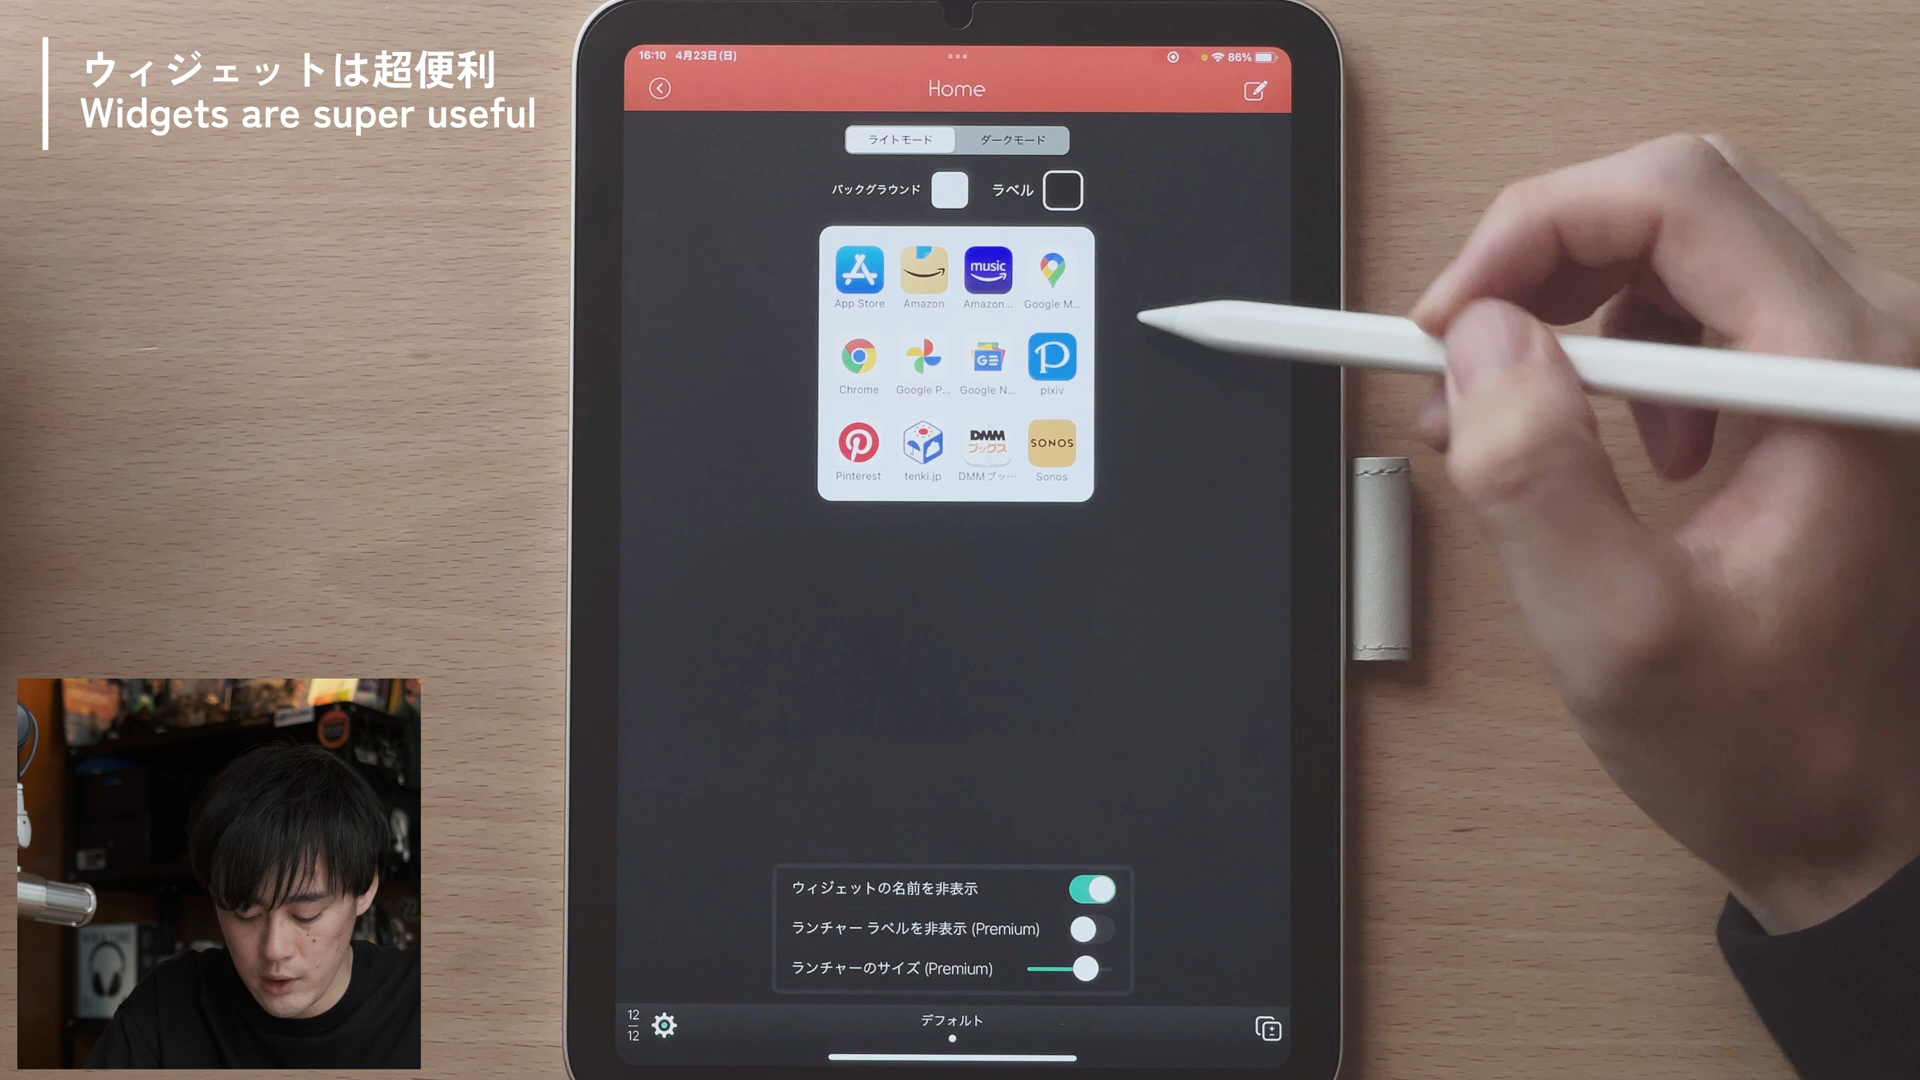 ウィジェットは超便利
Widgets are super useful
16:10 4月23日(日)
86%
Home
ライトモード ダークモード
バックグラウンド ラベル
music
App Store Amazon Amazon... Google M...
GE
Chrome Google P... Google N... pixiv
DMM
ブックス
SONOS
Pinterest tenki.jp DMMブッ… Sonos
ウィジェットの名前を非表示
ランチャー ラベルを非表示 (Premium)
ランチャーのサイズ (Premium)
12
12
デフォルト